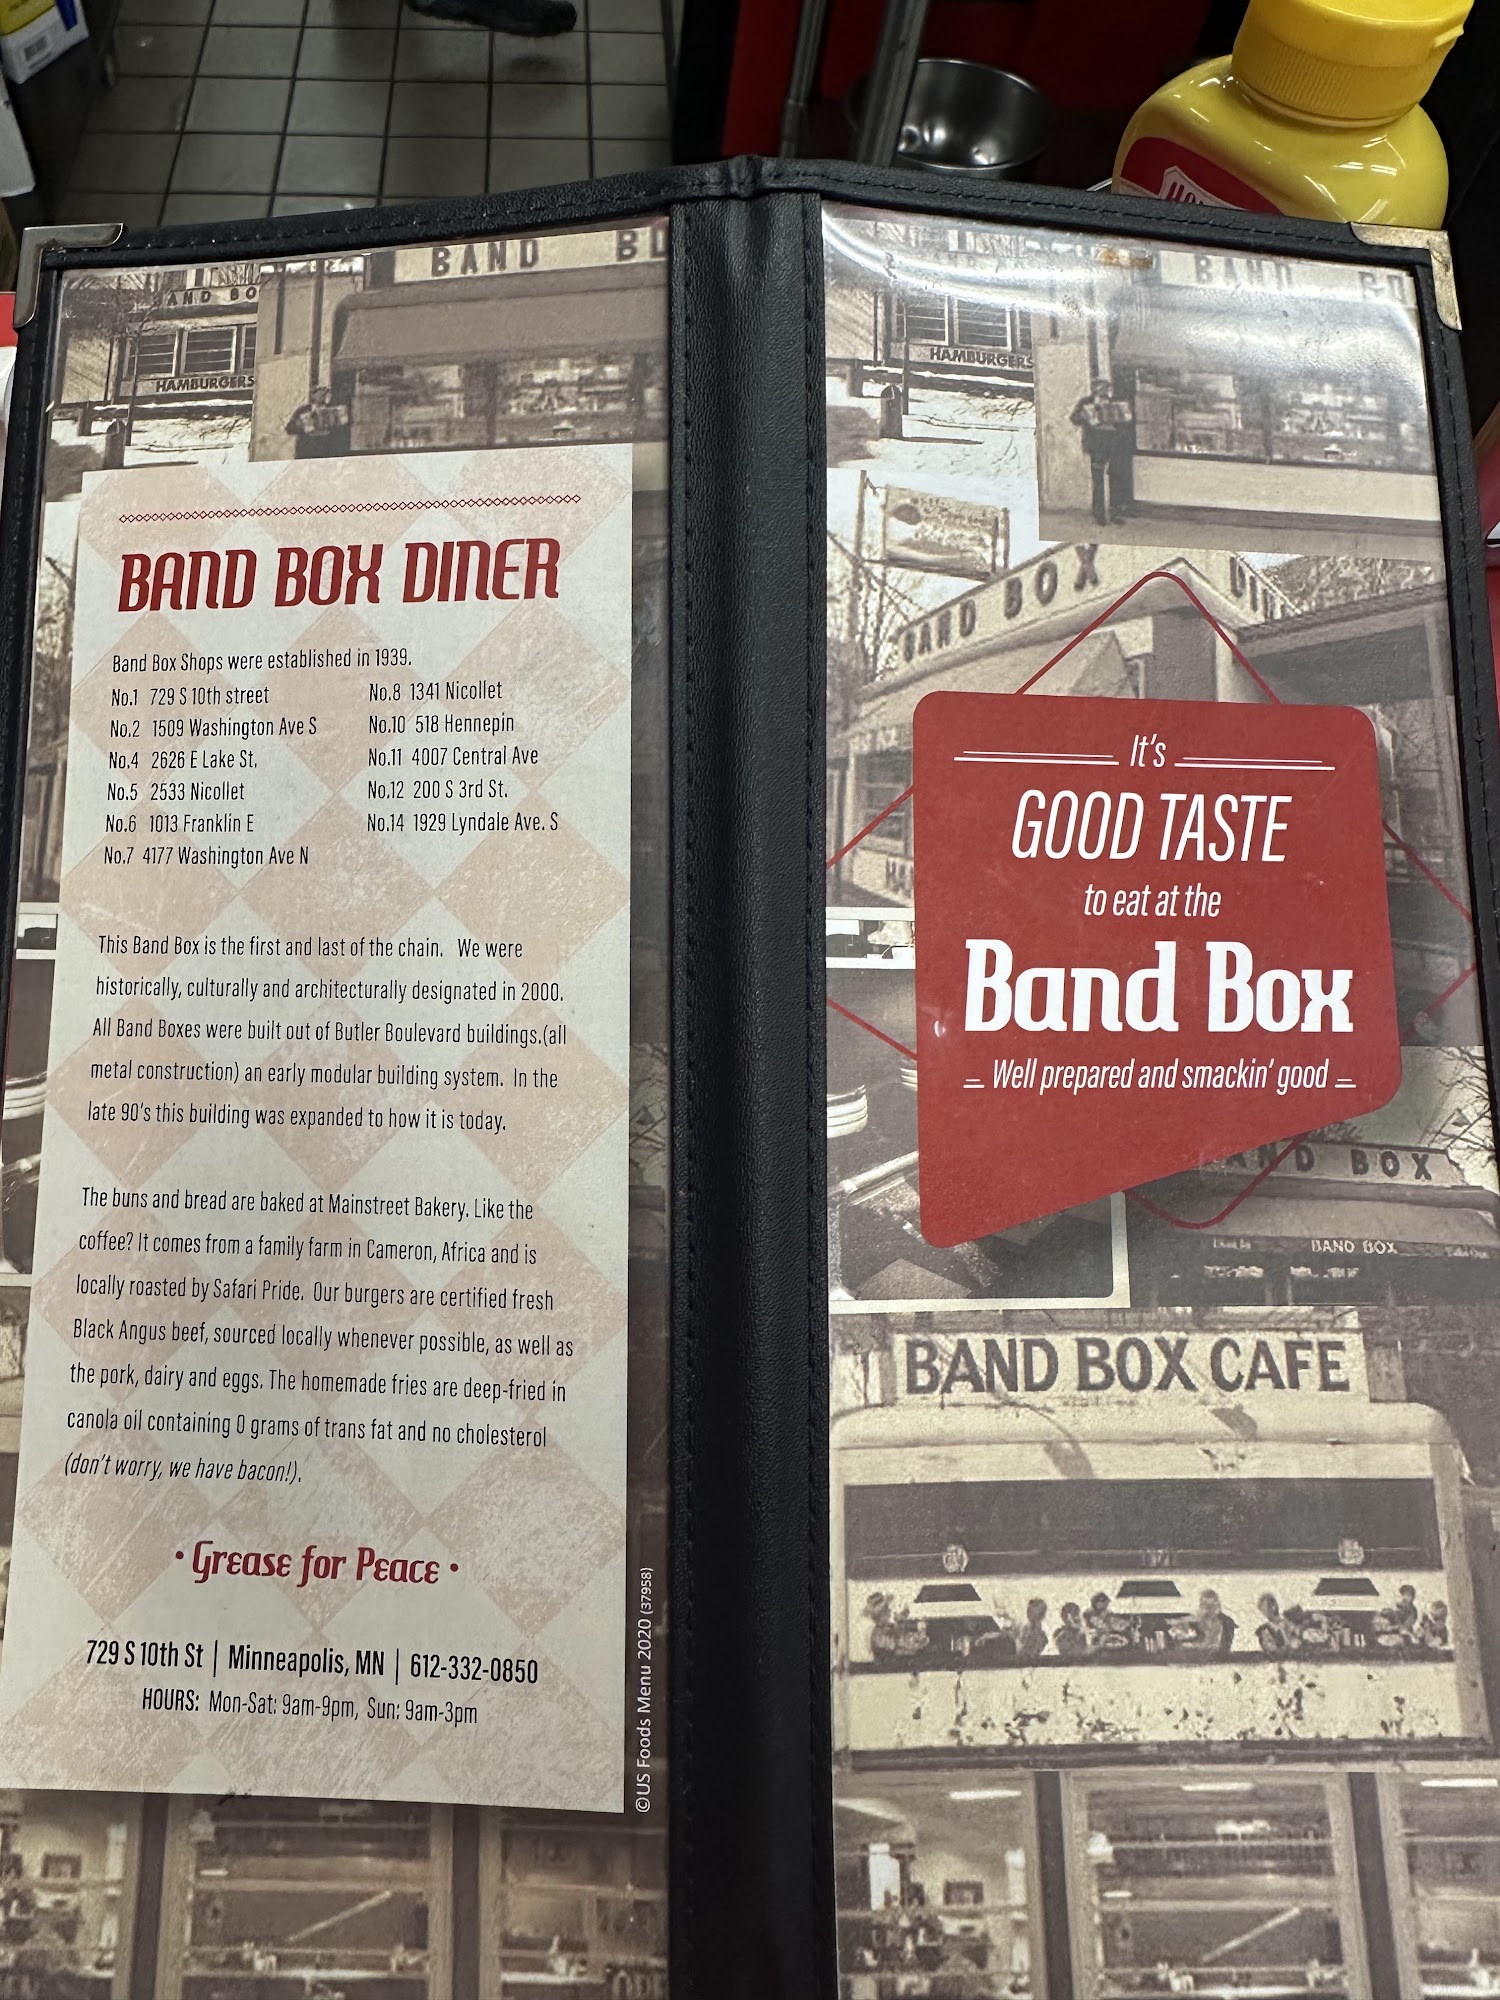 BAND BO
BAND BO
HAMBURGERS
BAND BOX DINER
Band Box Shops were established in 1939.
No.1 729 S 10th street
No.2 1509 Washington Ave S
No.4 2626 E Lake St.
No.5 2533 Nicollet
No.6 1013 Franklin E
No.7 4177 Washington Ave N
No.8 1341 Nicollet
No.10 518 Hennepin
No.11 4007 Central Ave
No.12 200 S 3rd St.
No.14 1929 Lyndale Ave. S
This Band Box is the first and last of the chain. We were
historically, culturally and architecturally designated in 2000.
All Band Boxes were built out of Butler Boulevard buildings.(all
metal construction) an early modular building system. In the
late 90's this building was expanded to how it is today.
The buns and bread are baked at Mainstreet Bakery. Like the
coffee? It comes from a family farm in Cameron, Africa and is
locally roasted by Safari Pride. Our burgers are certified fresh
Black Angus beef, sourced locally whenever possible, as well as
the pork, dairy and eggs. The homemade fries are deep-fried in
canola oil containing 0 grams of trans fat and no cholesterol
(don't worry, we have bacon!).
• Grease for Peace •
729 S 10th St | Minneapolis, MN | 612-332-0850
HOURS: Mon-Sat: 9am-9pm, Sun: 9am-3pm
©US Foods Menu 2020 (37958)
BAND BO
HAMBURGERS
BAND BOX
It's
GOOD TASTE
to eat at the
Band Box
Well prepared and smackin' good
AND BOX
BAND BOX
BAND BOX CAFE